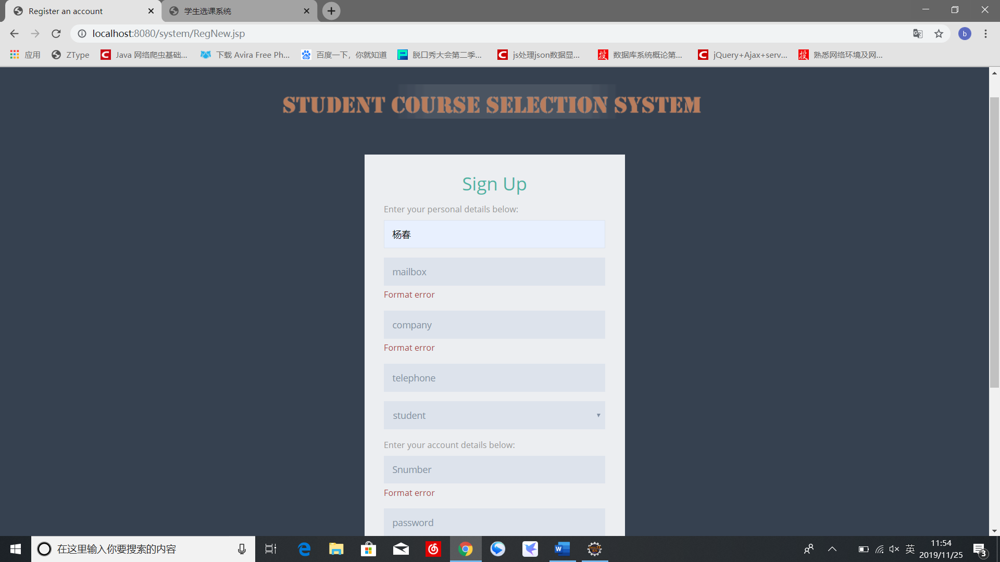 Register an account
学生选课系统
localhost:8080/system/RegNew.jsp
b
应用
ZType
Java 网络爬虫基础...
下载 Avira Free Ph...
百度一下，你就知道
脱口秀大会第二季...
js处理json数据显...
数据库系统概论第...
jQuery+Ajax+serv...
熟悉网络环境及网...
STUDENT COURSE SELECTION SYSTEM
Sign Up
Enter your personal details below:
杨春
mailbox
Format error
company
Format error
telephone
student
Enter your account details below:
Snumber
Format error
password
在这里输入你要搜索的内容
英
11:54
2019/11/25
3